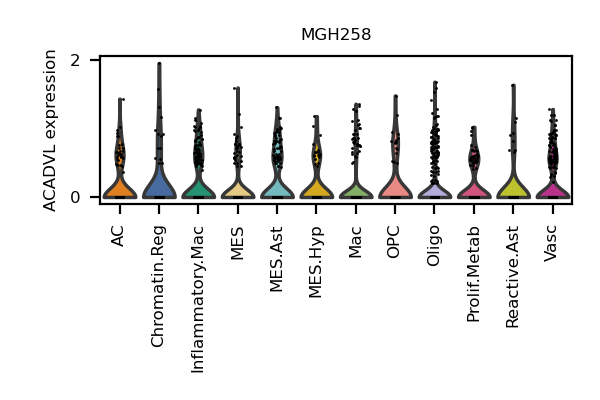 MGH258
ACADVL expression
2
0
AC
Chromatin.Reg
Inflammatory.Mac
MES
MES.Ast
MES.Hyp
Mac
OPC
Oligo
Prolif.Metab
Reactive.Ast
Vasc